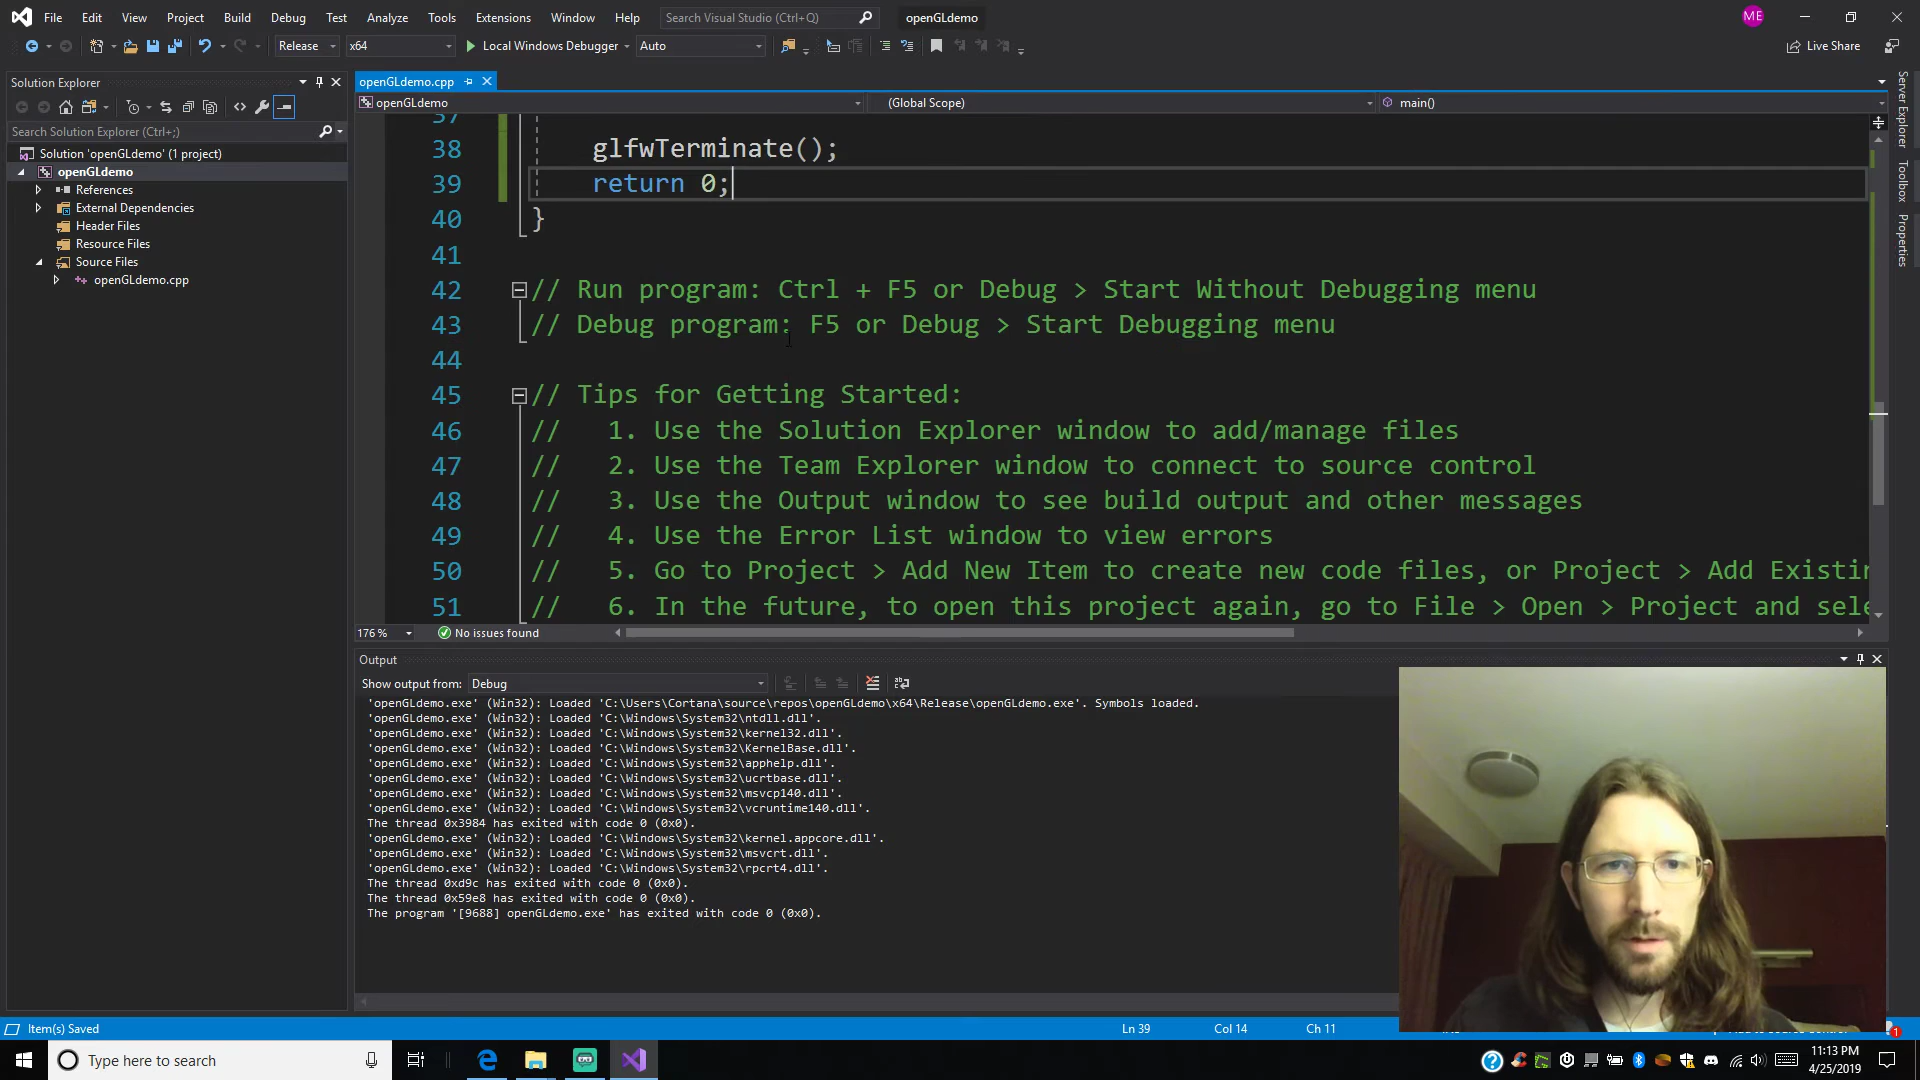 File Edit View Project Build Debug Test Analyze Tools Extensions Window Help Search Visual Studio (Ctrl+Q) openGLdemo ME
Release x64 Local Windows Debugger Auto Live Share
Solution Explorer
Search Solution Explorer (Ctrl+;)
Solution 'openGLdemo' (1 project)
openGLdemo
References
External Dependencies
Header Files
Resource Files
Source Files
openGLdemo.cpp
openGLdemo.cpp
openGLdemo (Global Scope) main()
37
38 glfwTerminate();
39 return 0;
40 }
41
42 // Run program: Ctrl + F5 or Debug > Start Without Debugging menu
43 // Debug program: F5 or Debug > Start Debugging menu
44
45 // Tips for Getting Started:
46 // 1. Use the Solution Explorer window to add/manage files
47 // 2. Use the Team Explorer window to connect to source control
48 // 3. Use the Output window to see build output and other messages
49 // 4. Use the Error List window to view errors
50 // 5. Go to Project > Add New Item to create new code files, or Project > Add Existin
51 // 6. In the future, to open this project again, go to File > Open > Project and sele
176 % No issues found
Server Explorer
Toolbox
Properties
Output
Show output from: Debug
'openGLdemo.exe' (Win32): Loaded 'C:\Users\Cortana\source\repos\openGLdemo\x64\Release\openGLdemo.exe'. Symbols loaded.
'openGLdemo.exe' (Win32): Loaded 'C:\Windows\System32\ntdll.dll'.
'openGLdemo.exe' (Win32): Loaded 'C:\Windows\System32\kernel32.dll'.
'openGLdemo.exe' (Win32): Loaded 'C:\Windows\System32\KernelBase.dll'.
'openGLdemo.exe' (Win32): Loaded 'C:\Windows\System32\apphelp.dll'.
'openGLdemo.exe' (Win32): Loaded 'C:\Windows\System32\ucrtbase.dll'.
'openGLdemo.exe' (Win32): Loaded 'C:\Windows\System32\msvcp140.dll'.
'openGLdemo.exe' (Win32): Loaded 'C:\Windows\System32\vcruntime140.dll'.
The thread 0x3984 has exited with code 0 (0x0).
'openGLdemo.exe' (Win32): Loaded 'C:\Windows\System32\kernel.appcore.dll'.
'openGLdemo.exe' (Win32): Loaded 'C:\Windows\System32\msvcrt.dll'.
'openGLdemo.exe' (Win32): Loaded 'C:\Windows\System32\rpcrt4.dll'.
The thread 0xd9c has exited with code 0 (0x0).
The thread 0x59e8 has exited with code 0 (0x0).
The program '[9688] openGLdemo.exe' has exited with code 0 (0x0).
Item(s) Saved Ln 39 Col 14 Ch 11 1
Type here to search
11:13 PM
4/25/2019